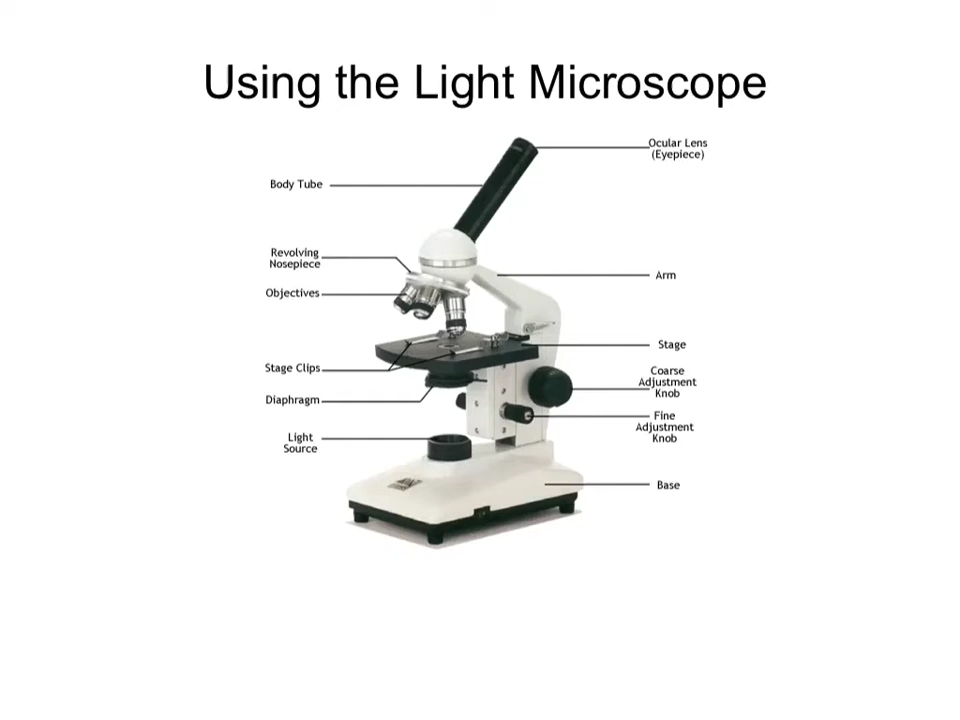 Using the Light Microscope
Ocular Lens
(Eyepiece)
Body Tube
Revolving
Nosepiece
Arm
Objectives
Stage
Stage Clips
Coarse
Adjustment
Knob
Diaphragm
Fine
Adjustment
Knob
Light
Source
Base